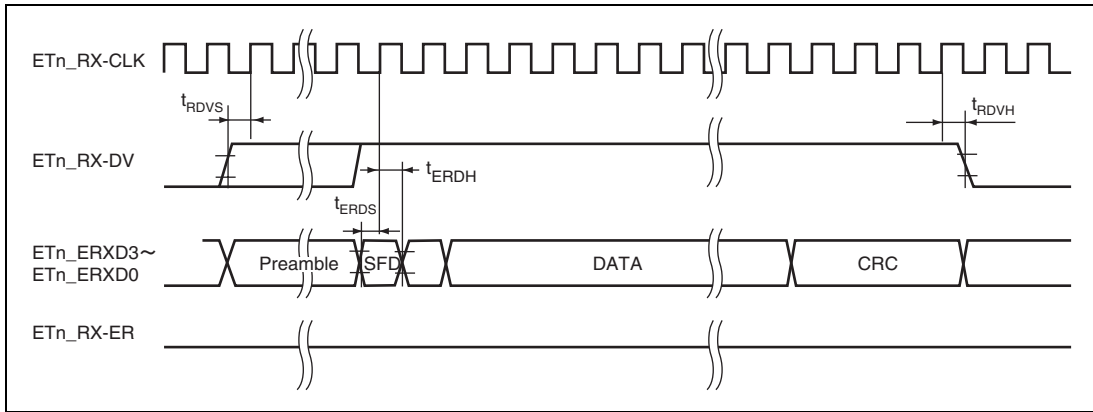 ETn_RX-CLK
tRDVS
tRDVH
ETn_RX-DV
tERDH
tERDS
ETn_ERXD3～
ETn_ERXD0
Preamble
SFD
DATA
CRC
ETn_RX-ER